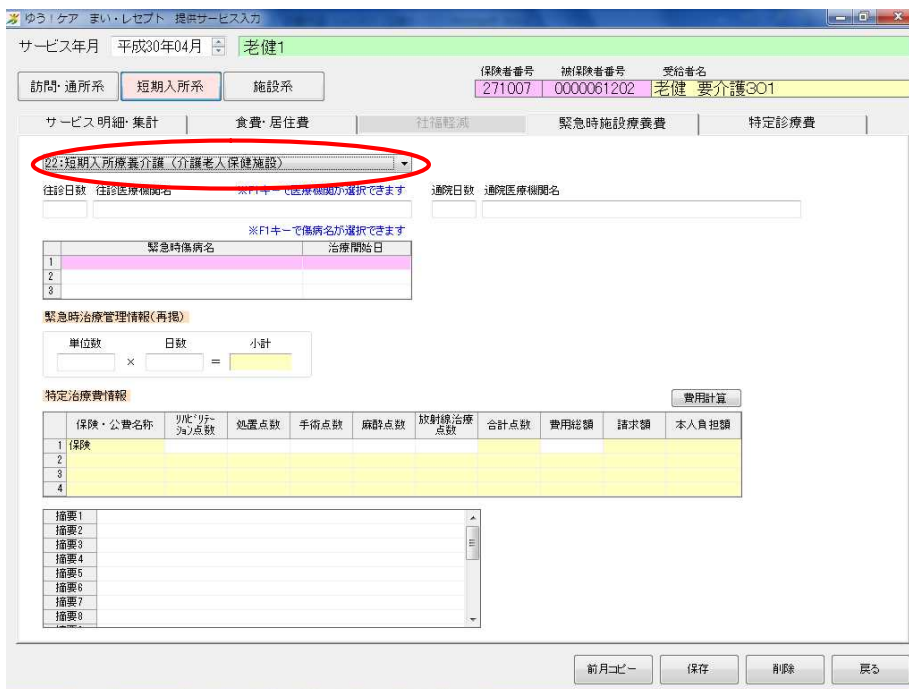 ゆう!ケア まい・レセプト 提供サービス入力
サービス年月 平成30年04月 老健1
保険者番号 被保険者番号 受給者名
訪問・通所系 短期入所系 施設系 271007 0000061202 老健 要介護301
サービス明細・集計 食費・居住費 社福軽減 緊急時施設療養費 特定診療費
22:短期入所療養介護(介護老人保健施設)
往診日数 往診医療機関名 ※F1キーで医療機関が選択できます 通院日数 通院医療機関名
※F1キーで傷病名が選択できます
緊急時傷病名 治療開始日
1
2
3
緊急時治療管理情報(再掲)
単位数 日数 小計
× =
特定治療費情報 費用計算
保険・公費名称 リハビリテーション点数 処置点数 手術点数 麻酔点数 放射線治療点数 合計点数 費用総額 請求額 本人負担額
1 保険
2
3
4
摘要1
摘要2
摘要3
摘要4
摘要5
摘要6
摘要7
摘要8
前月コピー 保存 削除 戻る